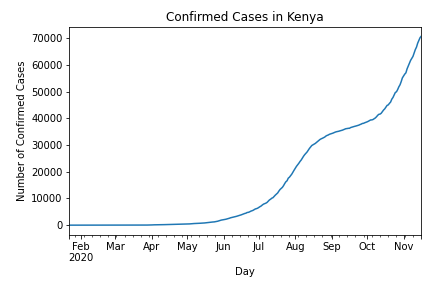 Confirmed Cases in Kenya
Number of Confirmed Cases
70000
60000
50000
40000
30000
20000
10000
0
Feb Mar Apr May Jun Jul Aug Sep Oct Nov
2020
Day